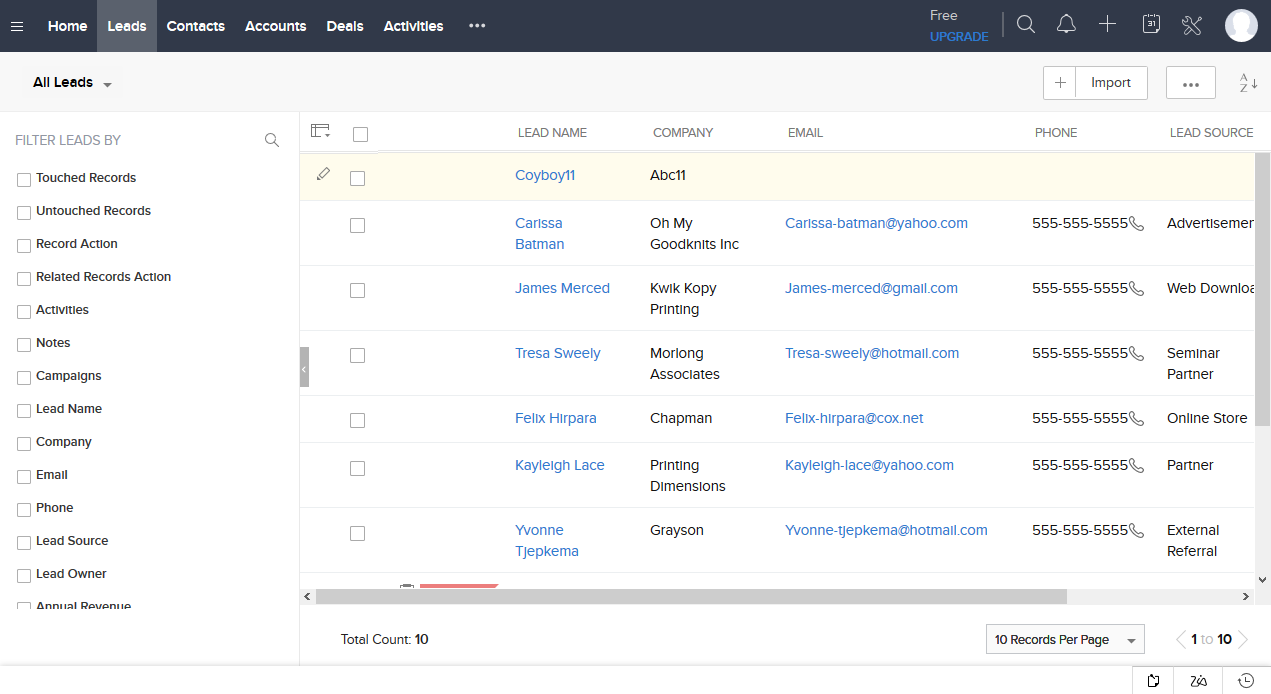 Home Leads Contacts Accounts Deals Activities
Free
UPGRADE
31
All Leads
Import
A
Z
FILTER LEADS BY
Touched Records
Untouched Records
Record Action
Related Records Action
Activities
Notes
Campaigns
Lead Name
Company
Email
Phone
Lead Source
Lead Owner
Annual Revenue
LEAD NAME COMPANY EMAIL PHONE LEAD SOURCE
Coyboy11 Abc11
Carissa Oh My Carissa-batman@yahoo.com 555-555-5555 Advertisemen
Batman Goodknits Inc
James Merced Kwik Kopy James-merced@gmail.com 555-555-5555 Web Downloa
Printing
Tresa Sweely Morlong Tresa-sweely@hotmail.com 555-555-5555 Seminar
Associates Partner
Felix Hirpara Chapman Felix-hirpara@cox.net 555-555-5555 Online Store
Kayleigh Lace Printing Kayleigh-lace@yahoo.com 555-555-5555 Partner
Dimensions
Yvonne Grayson Yvonne-tjepkema@hotmail.com 555-555-5555 External
Tjepkema Referral
Total Count: 10
10 Records Per Page
1 to 10